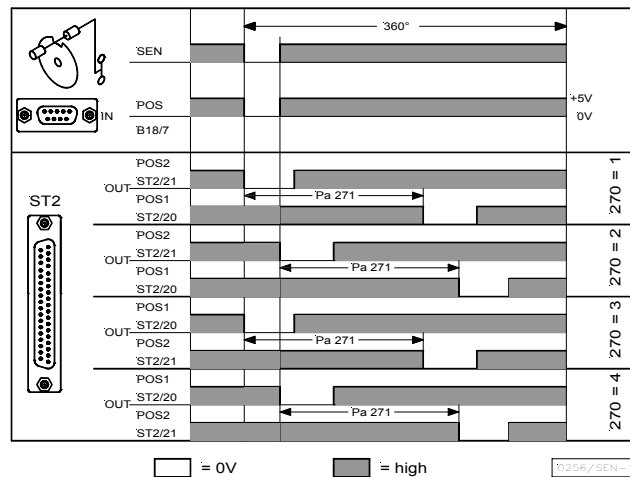 360°
SEN
IN
POS
B18/7
+5V
0V
ST2
POS2
OUT ST2/21
Pa 271
POS1
ST2/20
270 = 1
POS2
OUT ST2/21
Pa 271
POS1
ST2/20
270 = 2
POS1
OUT ST2/20
Pa 271
POS2
ST2/21
270 = 3
POS1
OUT ST2/20
Pa 271
POS2
ST2/21
270 = 4
= 0V
= high
0256/SEN-